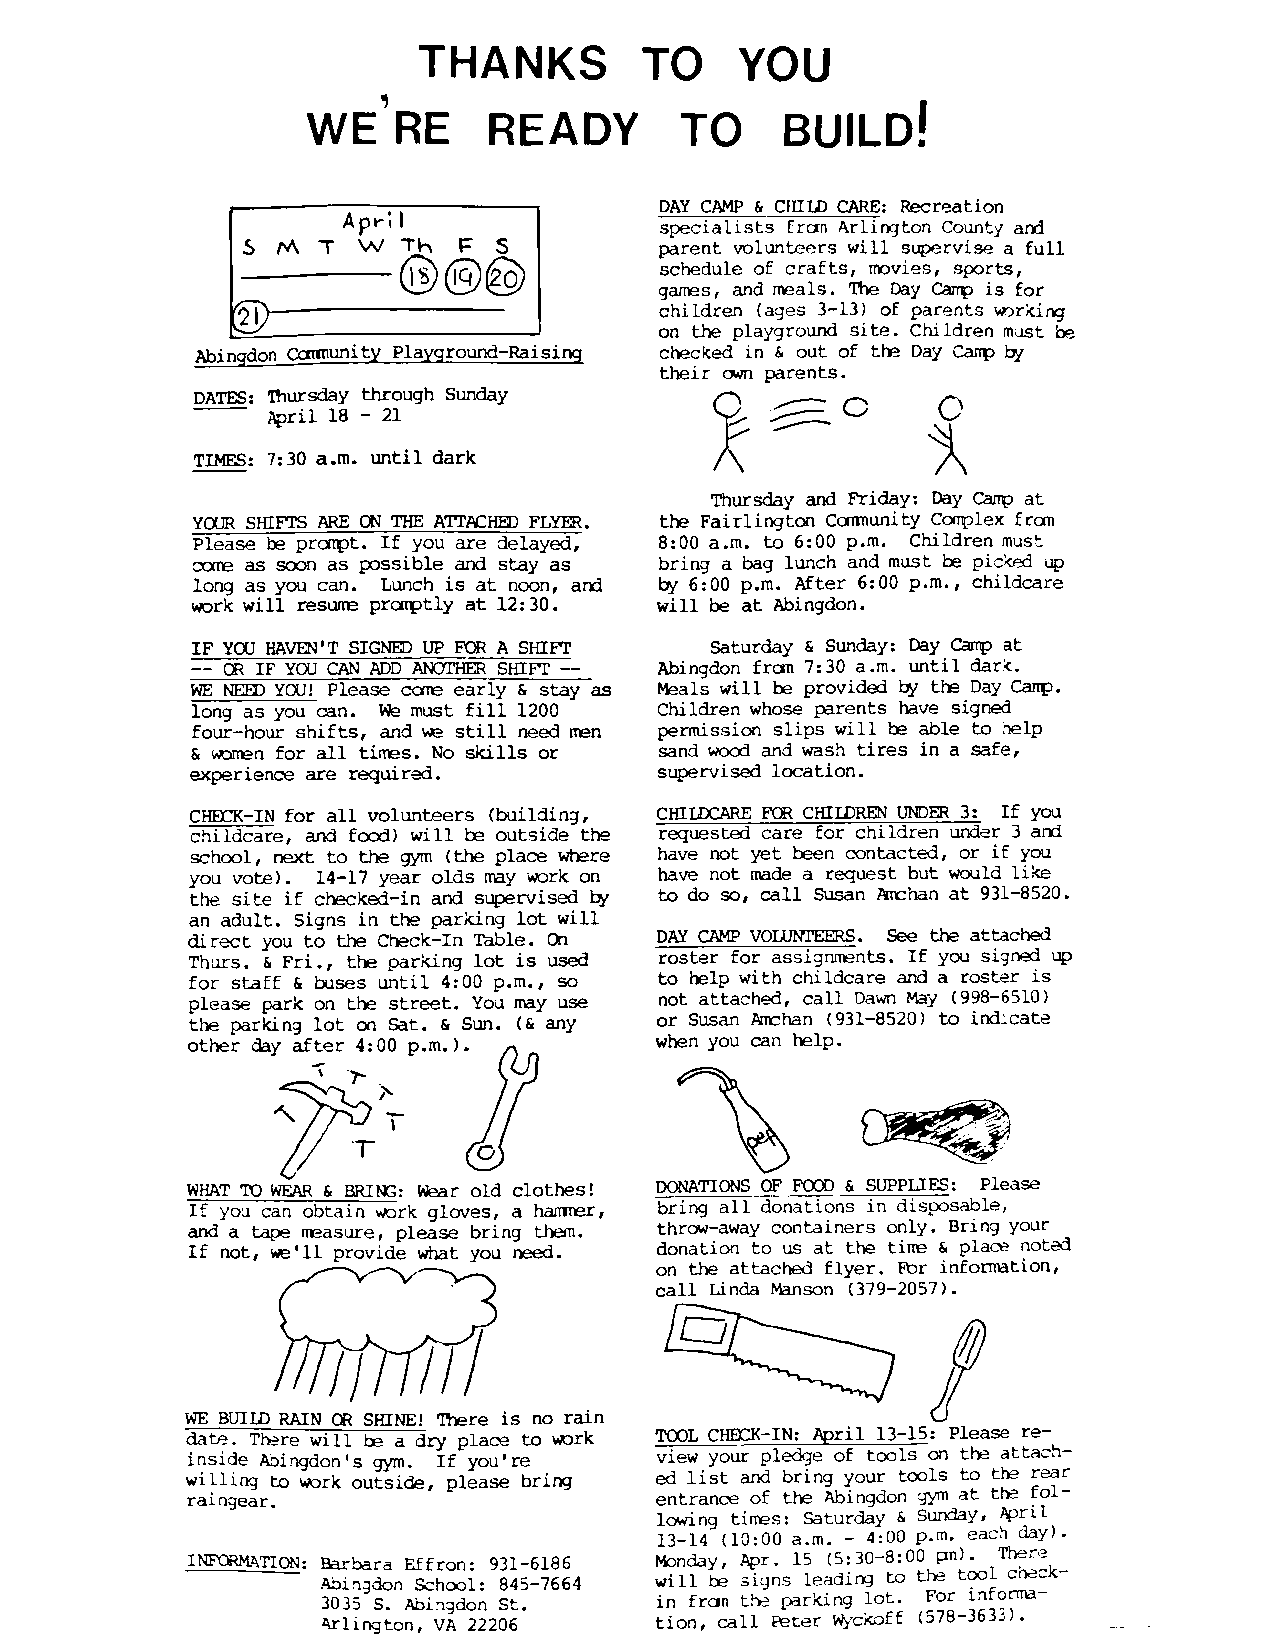 THANKS TO YOU
WE'RE READY TO BUILD!
April
S M T W Th F S
18 19 20
21
Abingdon Community Playground-Raising
DATES: Thursday through Sunday
April 18 - 21
TIMES: 7:30 a.m. until dark
YOUR SHIFTS ARE ON THE ATTACHED FLYER.
Please be prompt. If you are delayed,
come as soon as possible and stay as
long as you can. Lunch is at noon, and
work will resume promptly at 12:30.
IF YOU HAVEN'T SIGNED UP FOR A SHIFT
-- OR IF YOU CAN ADD ANOTHER SHIFT --
WE NEED YOU! Please come early & stay as
long as you can. We must fill 1200
four-hour shifts, and we still need men
& women for all times. No skills or
experience are required.
CHECK-IN for all volunteers (building,
childcare, and food) will be outside the
school, next to the gym (the place where
you vote). 14-17 year olds may work on
the site if checked-in and supervised by
an adult. Signs in the parking lot will
direct you to the Check-In Table. On
Thurs. & Fri., the parking lot is used
for staff & buses until 4:00 p.m., so
please park on the street. You may use
the parking lot on Sat. & Sun. (& any
other day after 4:00 p.m.).
WHAT TO WEAR & BRING: Wear old clothes!
If you can obtain work gloves, a hammer,
and a tape measure, please bring them.
If not, we'll provide what you need.
WE BUILD RAIN OR SHINE! There is no rain
date. There will be a dry place to work
inside Abingdon's gym. If you're
willing to work outside, please bring
raingear.
INFORMATION: Barbara Effron: 931-6186
Abingdon School: 845-7664
3035 S. Abingdon St.
Arlington, VA 22206
DAY CAMP & CHILD CARE: Recreation
specialists from Arlington County and
parent volunteers will supervise a full
schedule of crafts, movies, sports,
games, and meals. The Day Camp is for
children (ages 3-13) of parents working
on the playground site. Children must be
checked in & out of the Day Camp by
their own parents.
Thursday and Friday: Day Camp at
the Fairlington Community Complex from
8:00 a.m. to 6:00 p.m. Children must
bring a bag lunch and must be picked up
by 6:00 p.m. After 6:00 p.m., childcare
will be at Abingdon.
Saturday & Sunday: Day Camp at
Abingdon from 7:30 a.m. until dark.
Meals will be provided by the Day Camp.
Children whose parents have signed
permission slips will be able to help
sand wood and wash tires in a safe,
supervised location.
CHILDCARE FOR CHILDREN UNDER 3: If you
requested care for children under 3 and
have not yet been contacted, or if you
have not made a request but would like
to do so, call Susan Amchan at 931-8520.
DAY CAMP VOLUNTEERS. See the attached
roster for assignments. If you signed up
to help with childcare and a roster is
not attached, call Dawn May (998-6510)
or Susan Amchan (931-8520) to indicate
when you can help.
pep
DONATIONS OF FOOD & SUPPLIES: Please
bring all donations in disposable,
throw-away containers only. Bring your
donation to us at the time & place noted
on the attached flyer. For information,
call Linda Manson (379-2057).
TOOL CHECK-IN: April 13-15: Please re-
view your pledge of tools on the attach-
ed list and bring your tools to the rear
entrance of the Abingdon gym at the fol-
lowing times: Saturday & Sunday, April
13-14 (10:00 a.m. - 4:00 p.m. each day).
Monday, Apr. 15 (5:30-8:00 pm). There
will be signs leading to the tool check-
in from the parking lot. For informa-
tion, call Peter Wyckoff (578-3633).